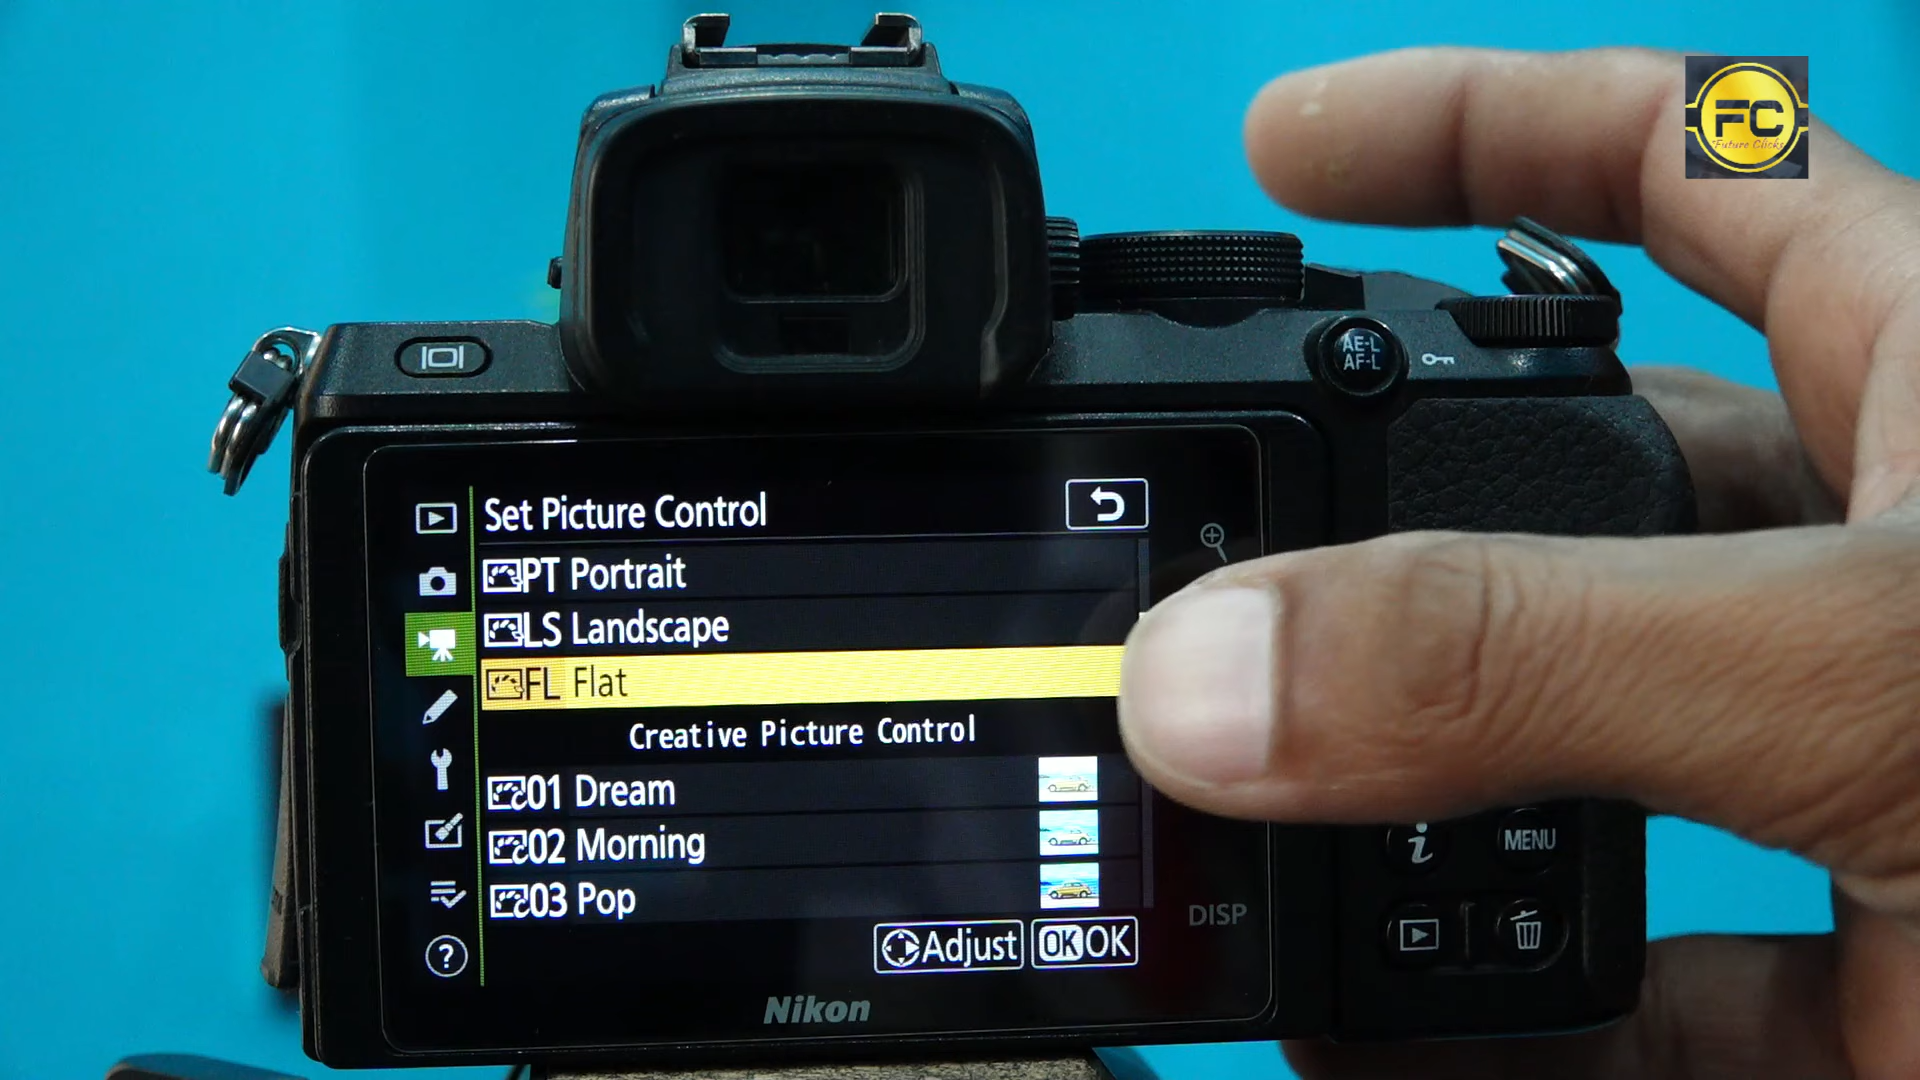 FC
Future Clicks
AE-L
AF-L
Set Picture Control
PT Portrait
LS Landscape
FL Flat
Creative Picture Control
01 Dream
02 Morning
03 Pop
Adjust
OK OK
?
i
MENU
DISP
Nikon